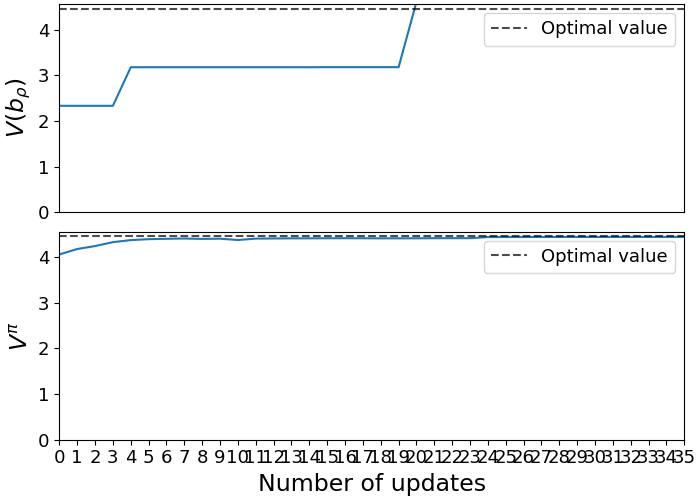 4
3
2
1
0
V(bρ)
Optimal value
4
3
2
1
0
Vπ
Optimal value
0 1 2 3 4 5 6 7 8 9 10 11 12 13 14 15 16 17 18 19 20 21 22 23 24 25 26 27 28 29 30 31 32 33 34 35
Number of updates